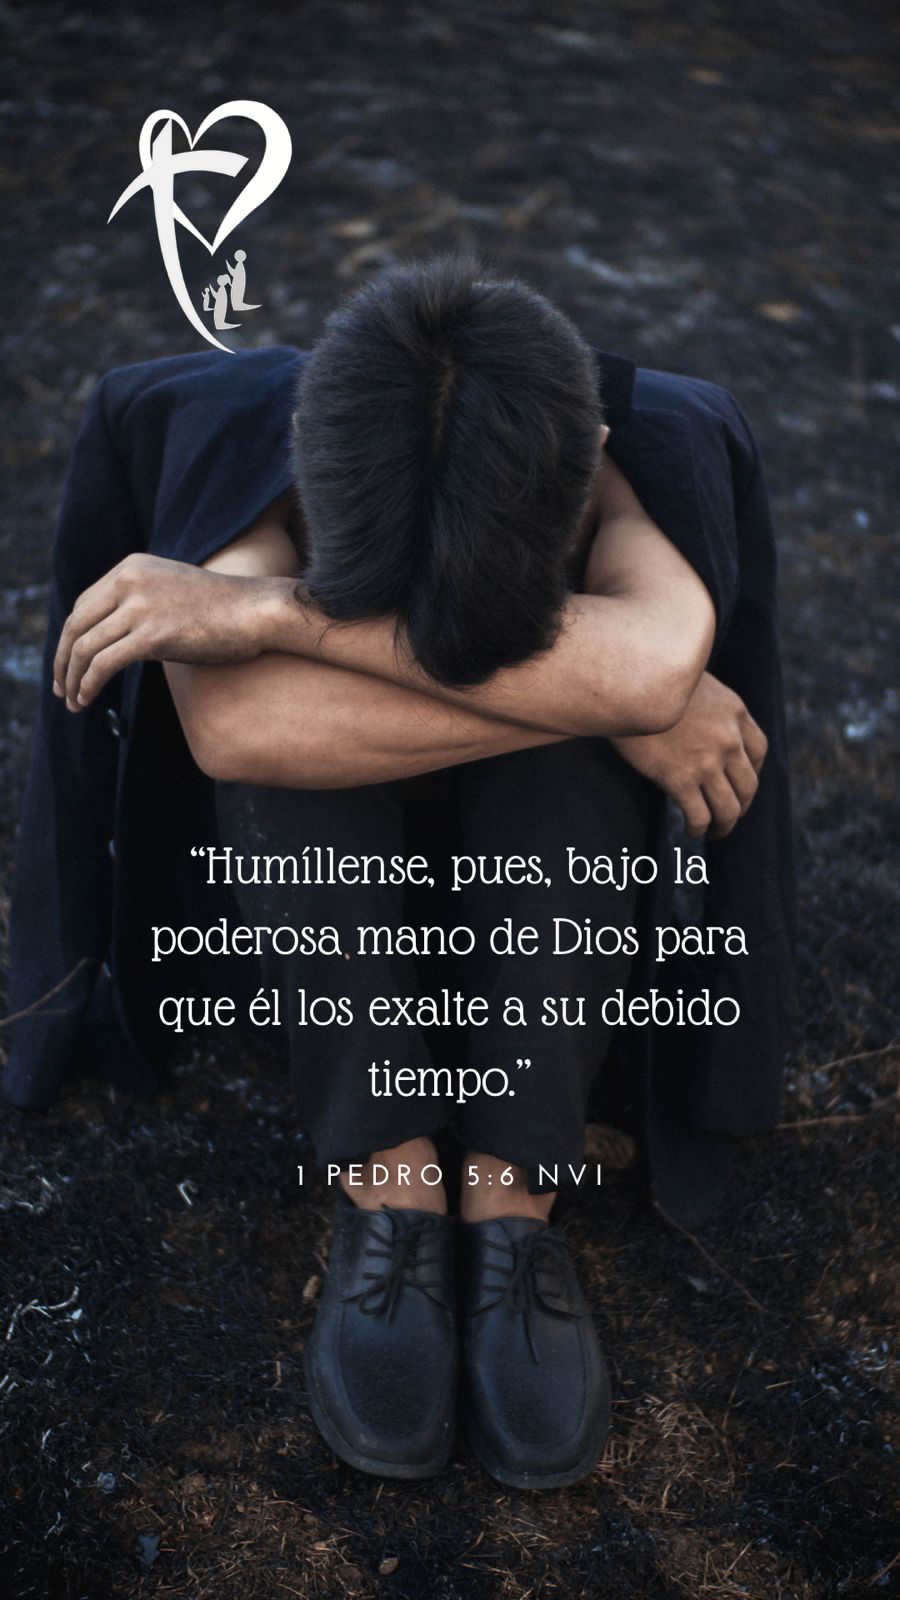 “Humíllense, pues, bajo la
poderosa mano de Dios para
que él los exalte a su debido
tiempo.”
1 PEDRO 5:6 NVI